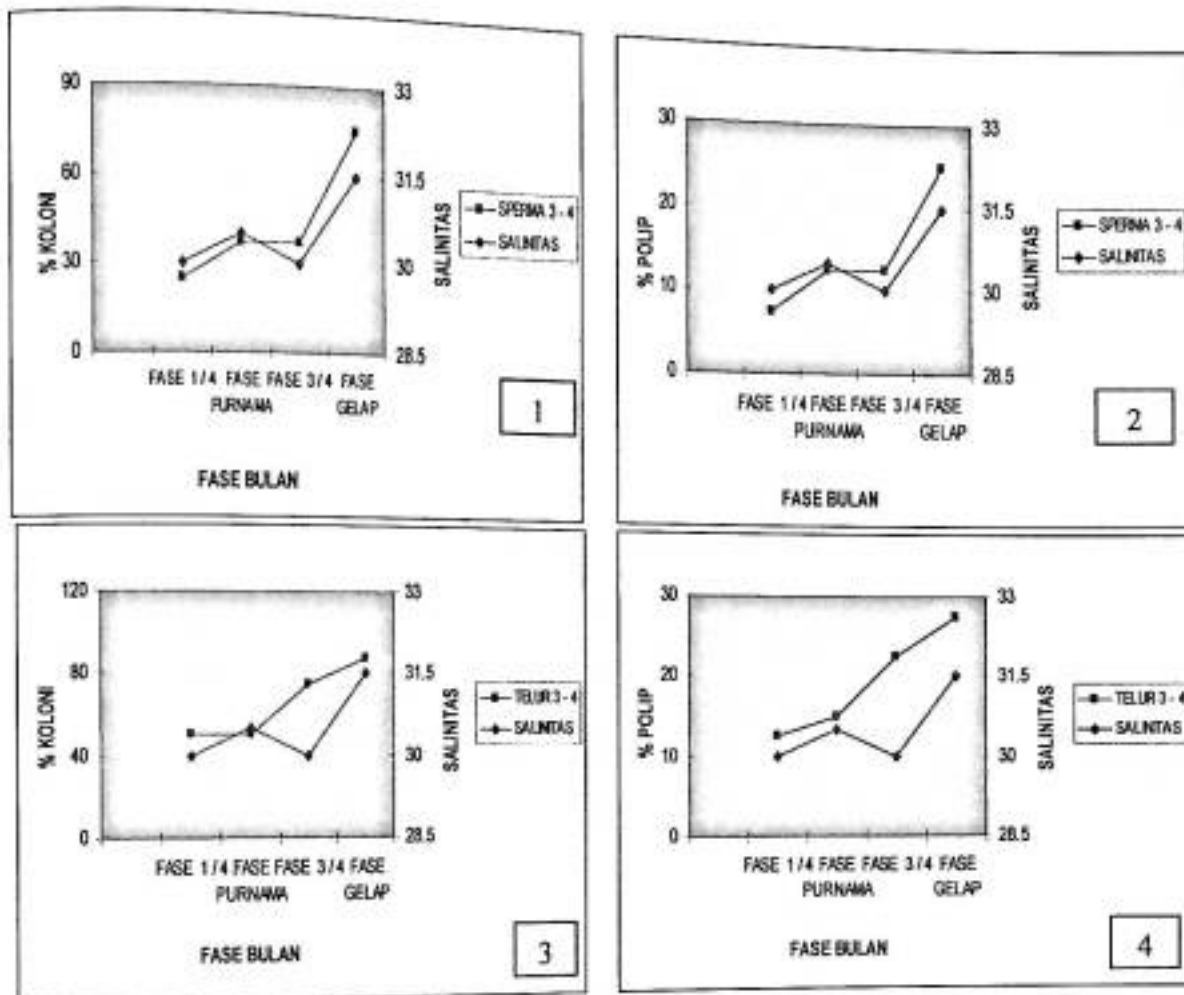 90
60
30
0
% KOLONI
33
31.5
30
28.5
SALINITAS
SPERMA 3 - 4
SALINITAS
FASE 1/4 FASE FASE 3/4 FASE
PURNAMA GELAP
FASE BULAN
1
30
20
10
0
% POLIP
33
31.5
30
28.5
SALINITAS
SPERMA 3 - 4
SALINITAS
FASE 1/4 FASE FASE 3/4 FASE
PURNAMA GELAP
FASE BULAN
2
120
80
40
0
% KOLONI
33
31.5
30
28.5
SALINITAS
TELUR 3 - 4
SALINITAS
FASE 1/4 FASE FASE 3/4 FASE
PURNAMA GELAP
FASE BULAN
3
30
20
10
0
% POLIP
33
31.5
30
28.5
SALINITAS
TELUR 3 - 4
SALINITAS
FASE 1/4 FASE FASE 3/4 FASE
PURNAMA GELAP
FASE BULAN
4